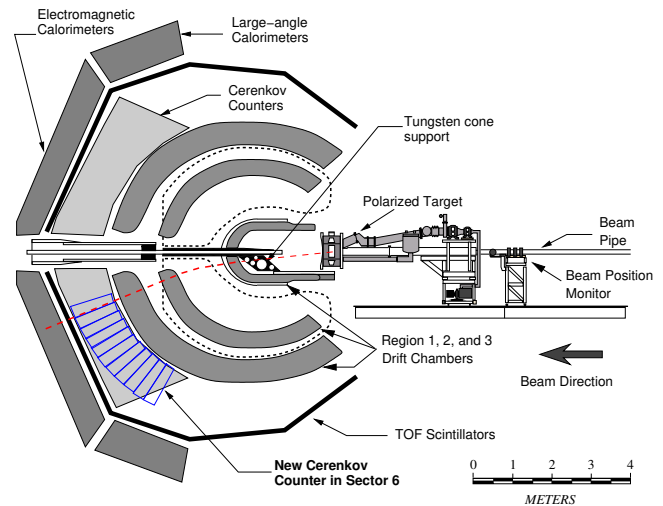 Electromagnetic
Calorimeters
Large-angle
Calorimeters
Cerenkov
Counters
Tungsten cone
support
Polarized Target
Beam
Pipe
Beam Position
Monitor
Region 1, 2, and 3
Drift Chambers
Beam Direction
TOF Scintillators
New Cerenkov
Counter in Sector 6
0 1 2 3 4
METERS